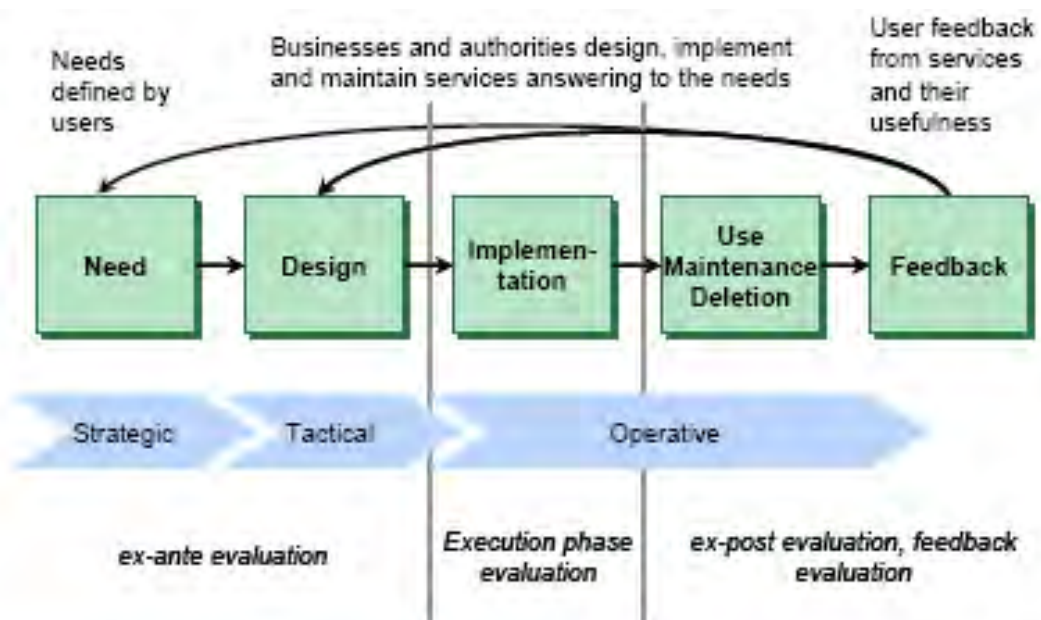 Needs
defined by
users
Businesses and authorities design, implement
and maintain services answering to the needs
User feedback
from services
and their
usefulness
Need
Design
Implemen-
tation
Use
Maintenance
Deletion
Feedback
Strategic
Tactical
Operative
ex-ante evaluation
Execution phase
evaluation
ex-post evaluation, feedback
evaluation